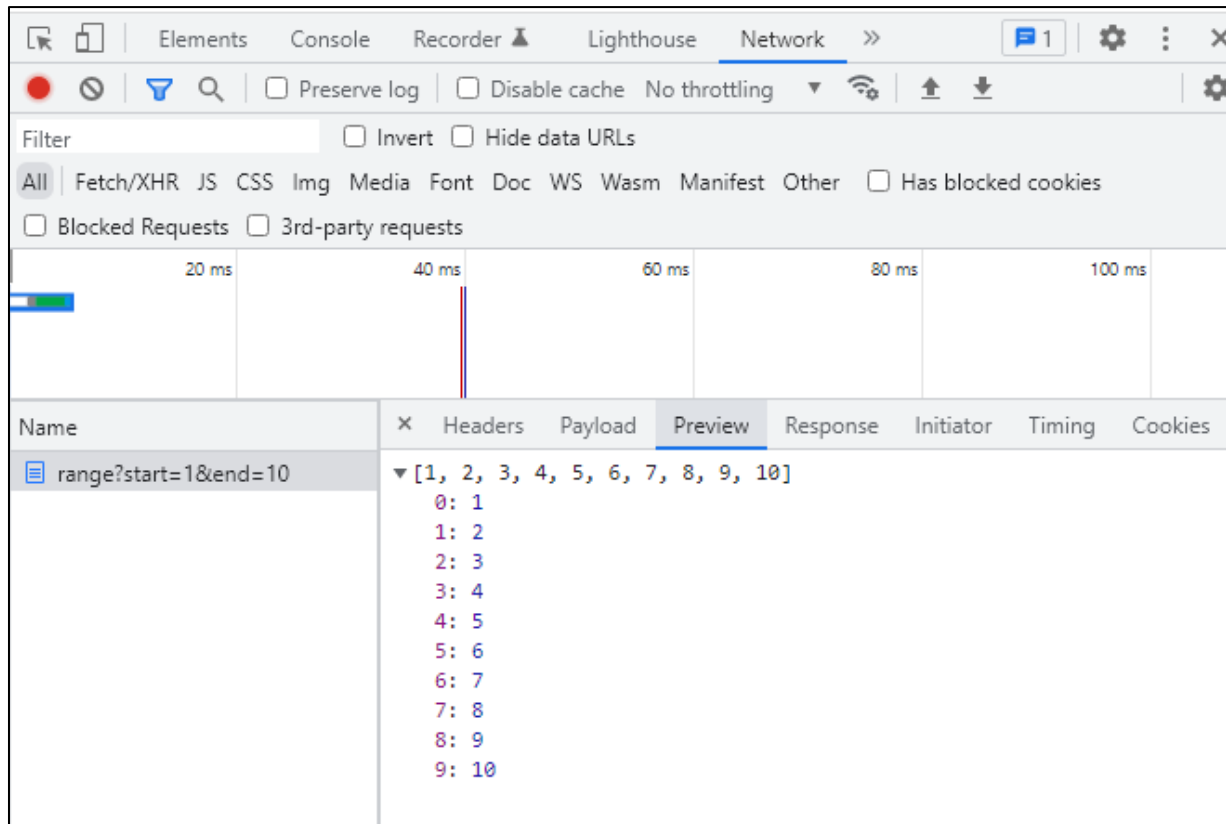 Elements Console Recorder Lighthouse Network » 1
Preserve log Disable cache No throttling
Filter Invert Hide data URLs
All Fetch/XHR JS CSS Img Media Font Doc WS Wasm Manifest Other Has blocked cookies
Blocked Requests 3rd-party requests
20 ms 40 ms 60 ms 80 ms 100 ms
Name × Headers Payload Preview Response Initiator Timing Cookies
range?start=1&end=10 ▼[1, 2, 3, 4, 5, 6, 7, 8, 9, 10]
0: 1
1: 2
2: 3
3: 4
4: 5
5: 6
6: 7
7: 8
8: 9
9: 10